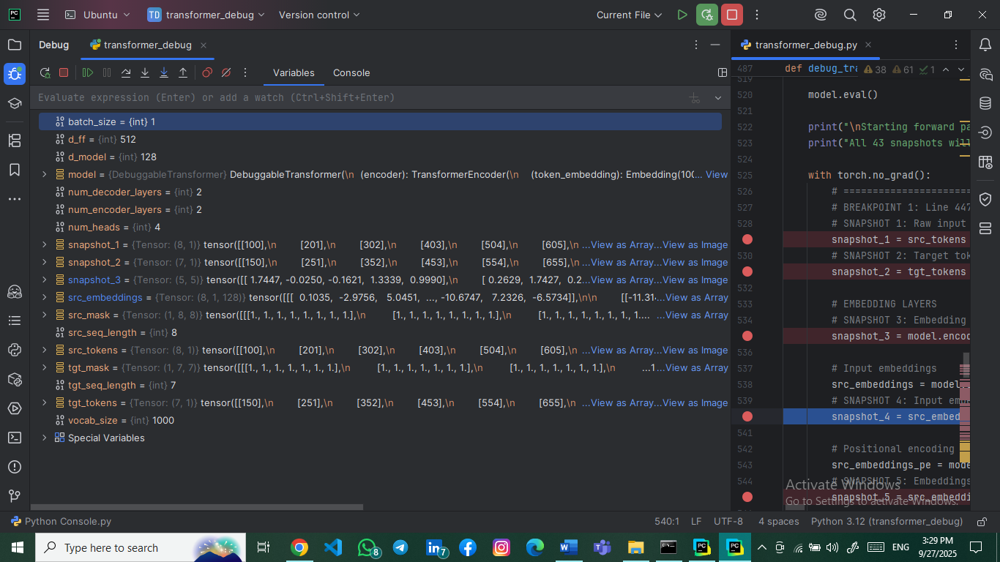 Ubuntu
TD transformer_debug
Version control
Current File
Debug
transformer_debug
transformer_debug.py
Variables
Console
Evaluate expression (Enter) or add a watch (Ctrl+Shift+Enter)
batch_size = {int} 1
d_ff = {int} 512
d_model = {int} 128
model = {DebuggableTransformer} DebuggableTransformer(\n (encoder): TransformerEncoder(\n (token_embedding): Embedding(100... View
num_decoder_layers = {int} 2
num_encoder_layers = {int} 2
num_heads = {int} 4
snapshot_1 = {Tensor: (8, 1)} tensor([[100],\n [201],\n [302],\n [403],\n [504],\n [605],\n ...View as Array...View as Image
snapshot_2 = {Tensor: (7, 1)} tensor([[150],\n [251],\n [352],\n [453],\n [554],\n [655],\n ...View as Array...View as Image
snapshot_3 = {Tensor: (5, 5)} tensor([[ 1.7447, -0.0250, -0.1621, 1.3339, 0.9990],\n [ 0.2629, 1.7427, 0.2...View as Array...View as Image
src_embeddings = {Tensor: (8, 1, 128)} tensor([[[ 0.1035, -2.9756, 5.0451, ..., -10.6747, 7.2326, -6.5734]],\n\n [[-11.314...View as Array
src_mask = {Tensor: (1, 8, 8)} tensor([[[1., 1., 1., 1., 1., 1., 1., 1.],\n [1., 1., 1., 1., 1., 1., 1., 1.],\n [1., 1., 1., 1., 1., 1., 1., 1.... ...View as Array
src_seq_length = {int} 8
src_tokens = {Tensor: (8, 1)} tensor([[100],\n [201],\n [302],\n [403],\n [504],\n [605],\n ...View as Array...View as Image
tgt_mask = {Tensor: (1, 7, 7)} tensor([[[1., 1., 1., 1., 1., 1., 1.],\n [1., 1., 1., 1., 1., 1., 1.],\n [1., 1., 1., 1., 1., 1., 1.],\n ...1...View as Array
tgt_seq_length = {int} 7
tgt_tokens = {Tensor: (7, 1)} tensor([[150],\n [251],\n [352],\n [453],\n [554],\n [655],\n ...View as Array...View as Image
vocab_size = {int} 1000
Special Variables
487 def debug_tra 38 61 1
519
520 model.eval()
521
522 print("\nStarting forward pa
523 print("All 43 snapshots will
524
525 with torch.no_grad():
526 # =======================
527 # BREAKPOINT 1: Line 447
528 # SNAPSHOT 1: Raw input
snapshot_1 = src_tokens
530 # SNAPSHOT 2: Target tok
snapshot_2 = tgt_tokens
532
533 # EMBEDDING LAYERS
534 # SNAPSHOT 3: Embedding
snapshot_3 = model.encod
536
537 # Input embeddings
538 src_embeddings = model
539 # SNAPSHOT 4: Input emb
snapshot_4 = src_embed
541
542 # Positional encoding
543 src_embeddings_pe = mode
544 # SNAPSHOT 5: Embeddings
snapshot_5 = src_embeddi
Activate Windows
Go to Settings to activate Windows.
Python Console.py
540:1 LF UTF-8 4 spaces Python 3.12 (transformer_debug)
Type here to search
8
7
ENG
3:29 PM
9/27/2025